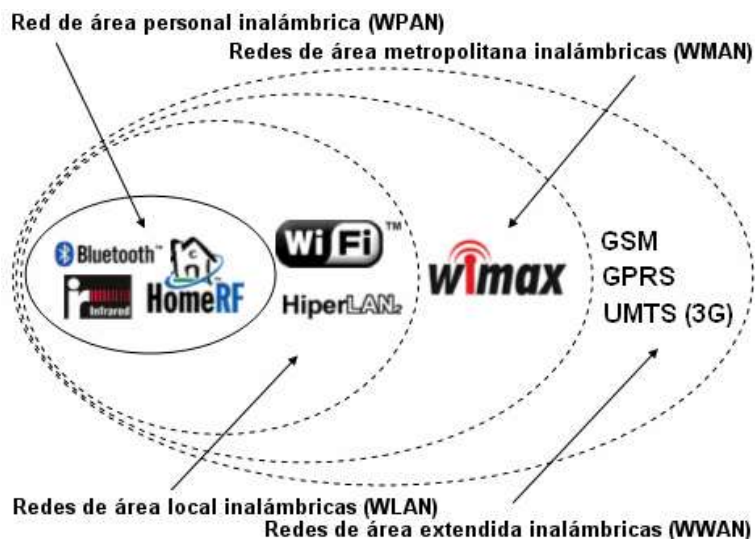 Red de área personal inalámbrica (WPAN)
Redes de área metropolitana inalámbricas (WMAN)
Bluetooth™
Infrared
HomeRF™
WiFi™
HiperLAN2
wimax
GSM
GPRS
UMTS (3G)
Redes de área local inalámbricas (WLAN)
Redes de área extendida inalámbricas (WWAN)